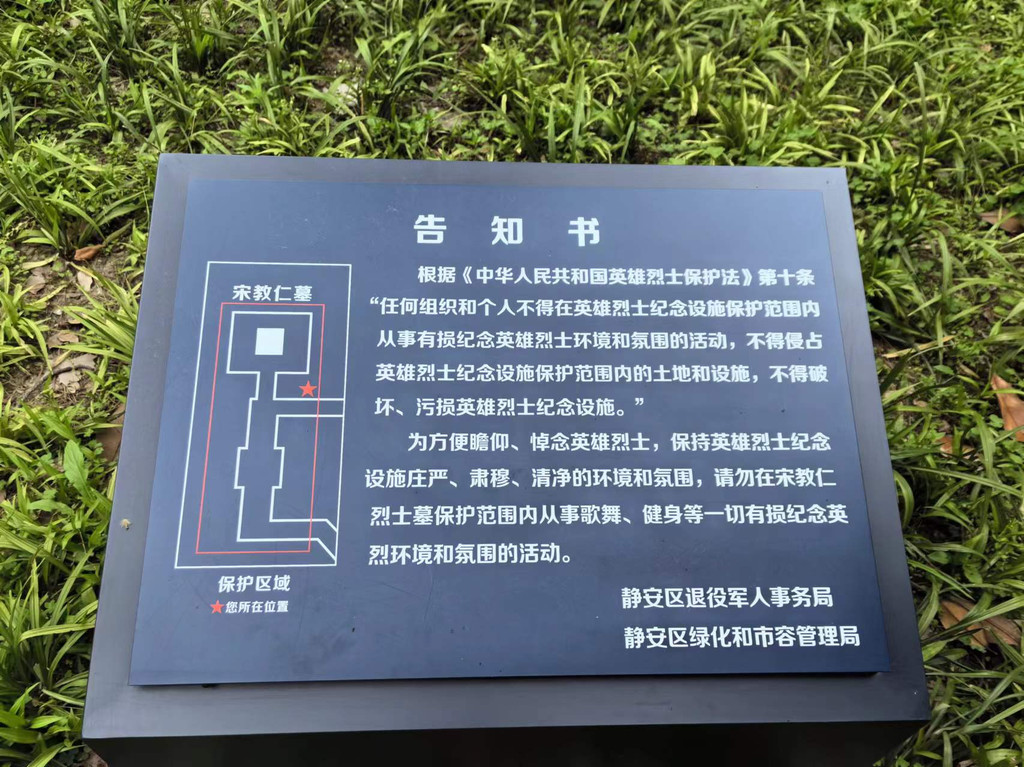 告知书
宋教仁墓
保护区域
★您所在位置
根据《中华人民共和国英雄烈士保护法》第十条
“任何组织和个人不得在英雄烈士纪念设施保护范围内
从事有损纪念英雄烈士环境和氛围的活动，不得侵占
英雄烈士纪念设施保护范围内的土地和设施，不得破
坏、污损英雄烈士纪念设施。”
为方便瞻仰、悼念英雄烈士，保持英雄烈士纪念
设施庄严、肃穆、清净的环境和氛围，请勿在宋教仁
烈士墓保护范围内从事歌舞、健身等一切有损纪念英
烈环境和氛围的活动。
静安区退役军人事务局
静安区绿化和市容管理局